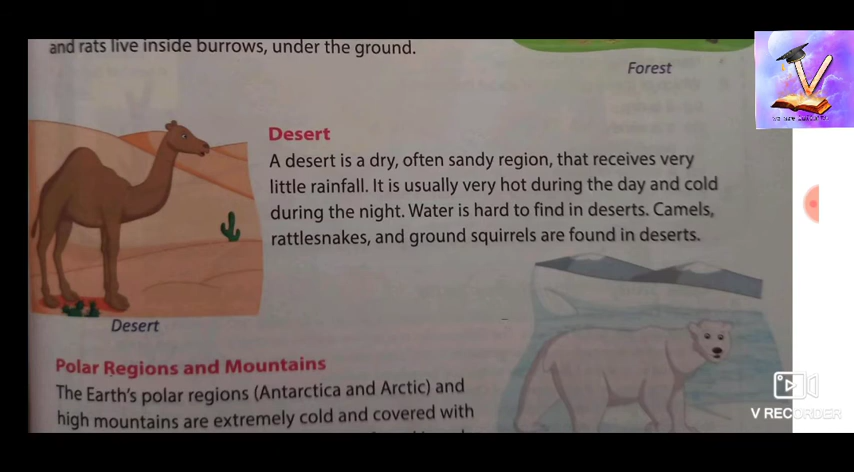 and rats live inside burrows, under the ground.
Forest
Desert
A desert is a dry, often sandy region, that receives very
little rainfall. It is usually very hot during the day and cold
during the night. Water is hard to find in deserts. Camels,
rattlesnakes, and ground squirrels are found in deserts.
Desert
Polar Regions and Mountains
The Earth's polar regions (Antarctica and Arctic) and
high mountains are extremely cold and covered with
V RECORDER